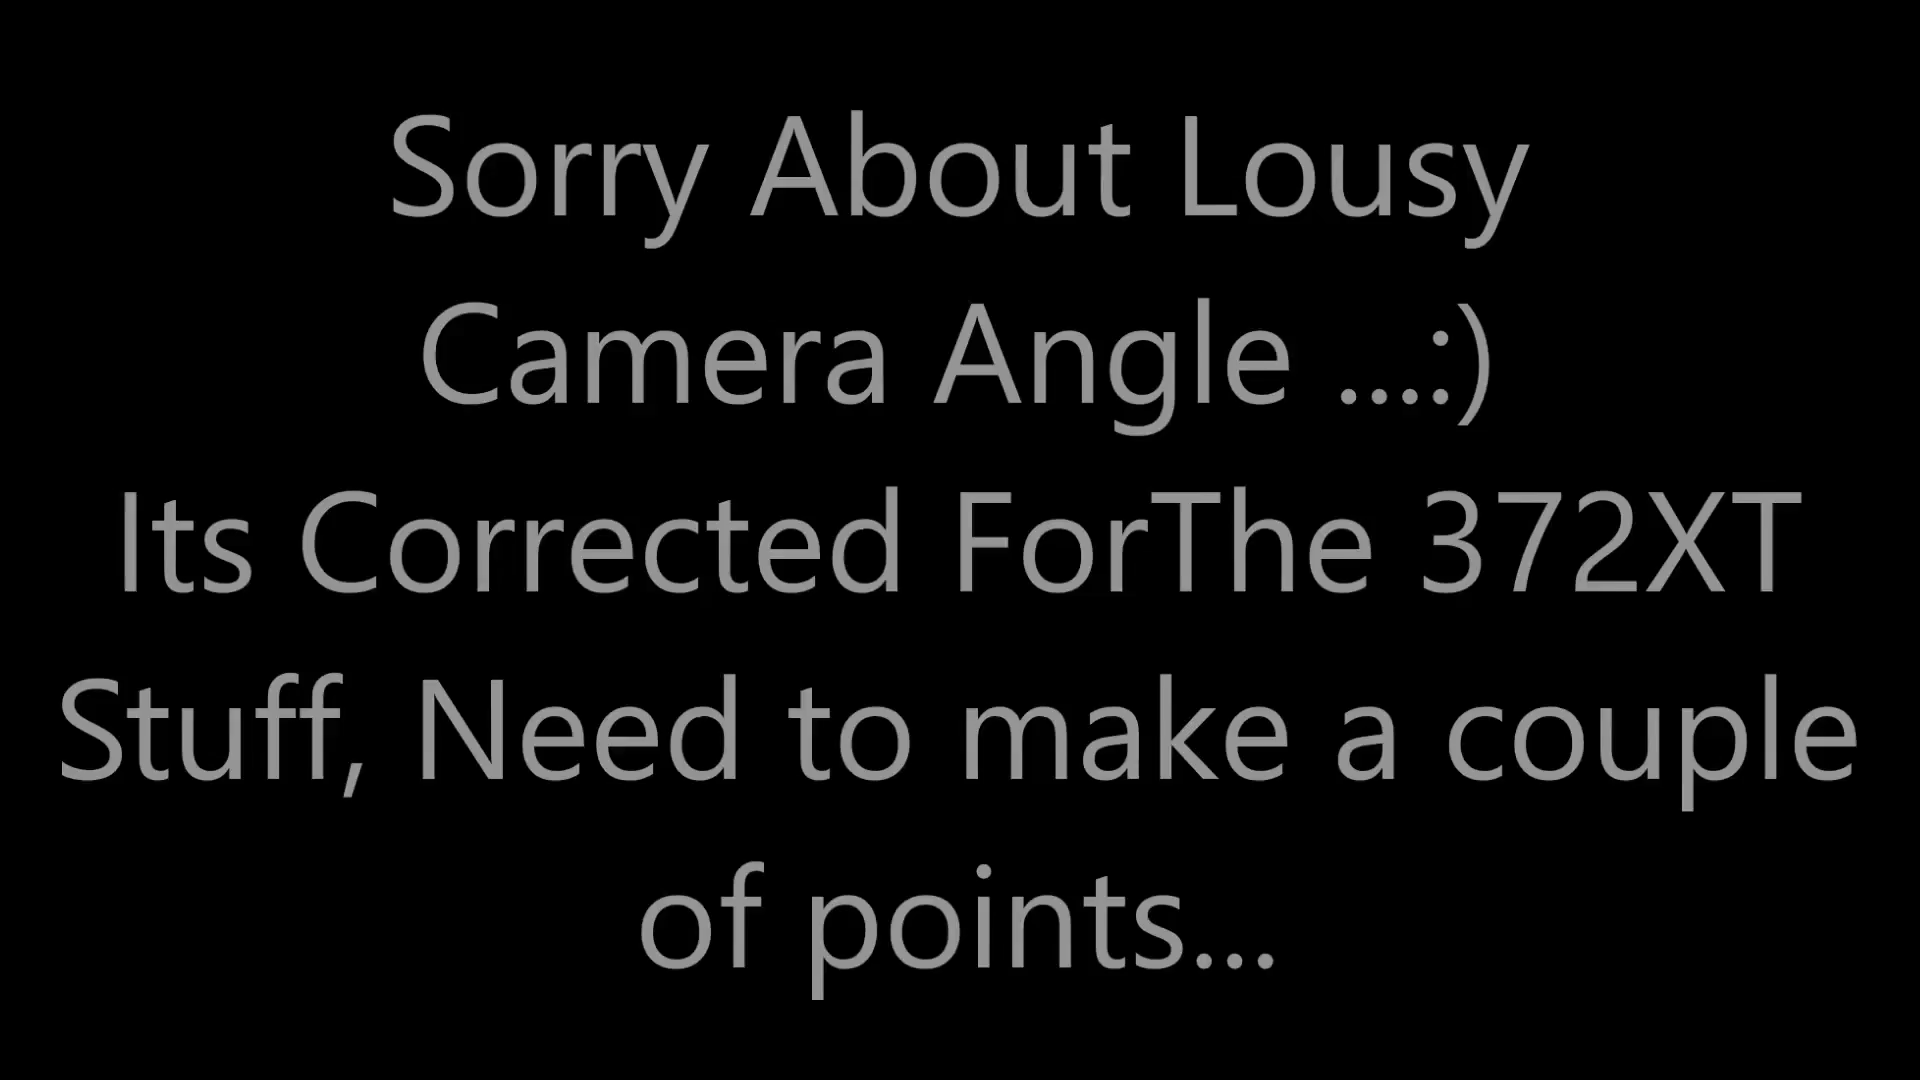 Sorry About Lousy
Camera Angle ....:)
Its Corrected ForThe 372XT
Stuff, Need to make a couple
of points...